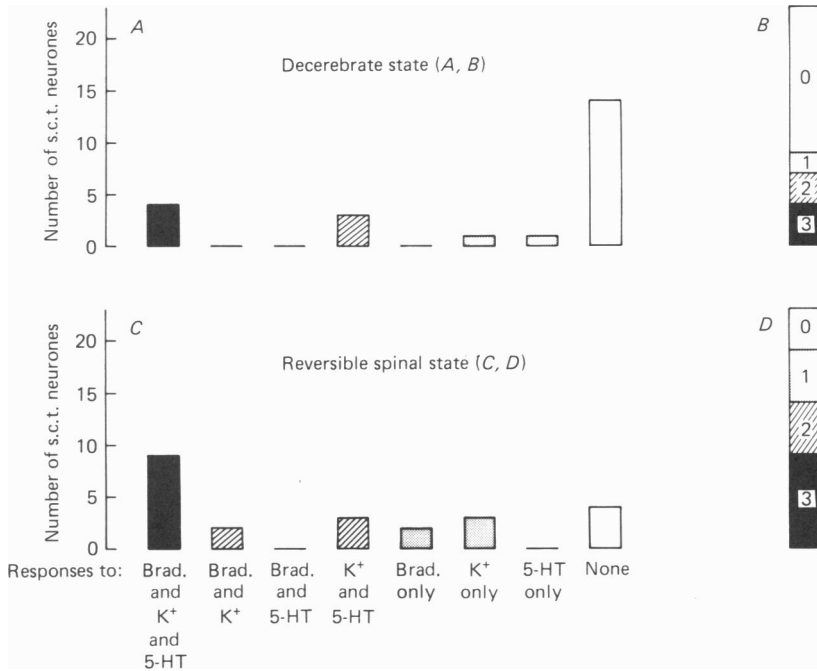 A
B
Decerebrate state (A, B)
Number of s.c.t. neurones
20
15
10
5
0
0
1
2
3
C
D
Reversible spinal state (C, D)
Number of s.c.t. neurones
20
15
10
5
0
0
1
2
3
Responses to:
Brad.
and
K⁺
and
5-HT
Brad.
and
K⁺
Brad.
and
5-HT
K⁺
and
5-HT
Brad.
only
K⁺
only
5-HT
only
None